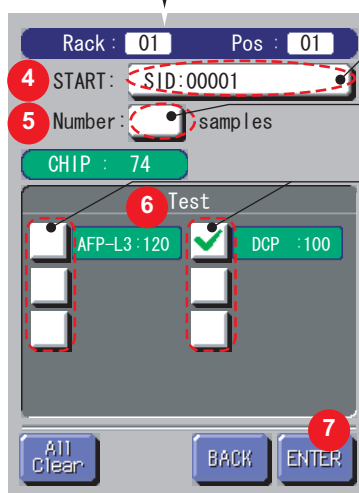 Rack : 01 Pos : 01
4 START: SID:00001
5 Number: samples
CHIP : 74
6 Test
AFP-L3:120 DCP :100
7
All Clear BACK ENTER